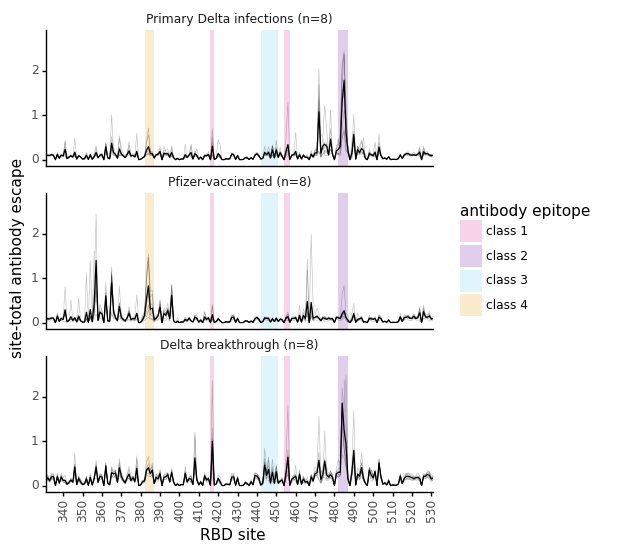 Primary Delta infections (n=8)
2
1
0
Pfizer-vaccinated (n=8)
2
1
0
Delta breakthrough (n=8)
2
1
0
site-total antibody escape
340 350 360 370 380 390 400 410 420 430 440 450 460 470 480 490 500 510 520 530
RBD site
antibody epitope
class 1
class 2
class 3
class 4